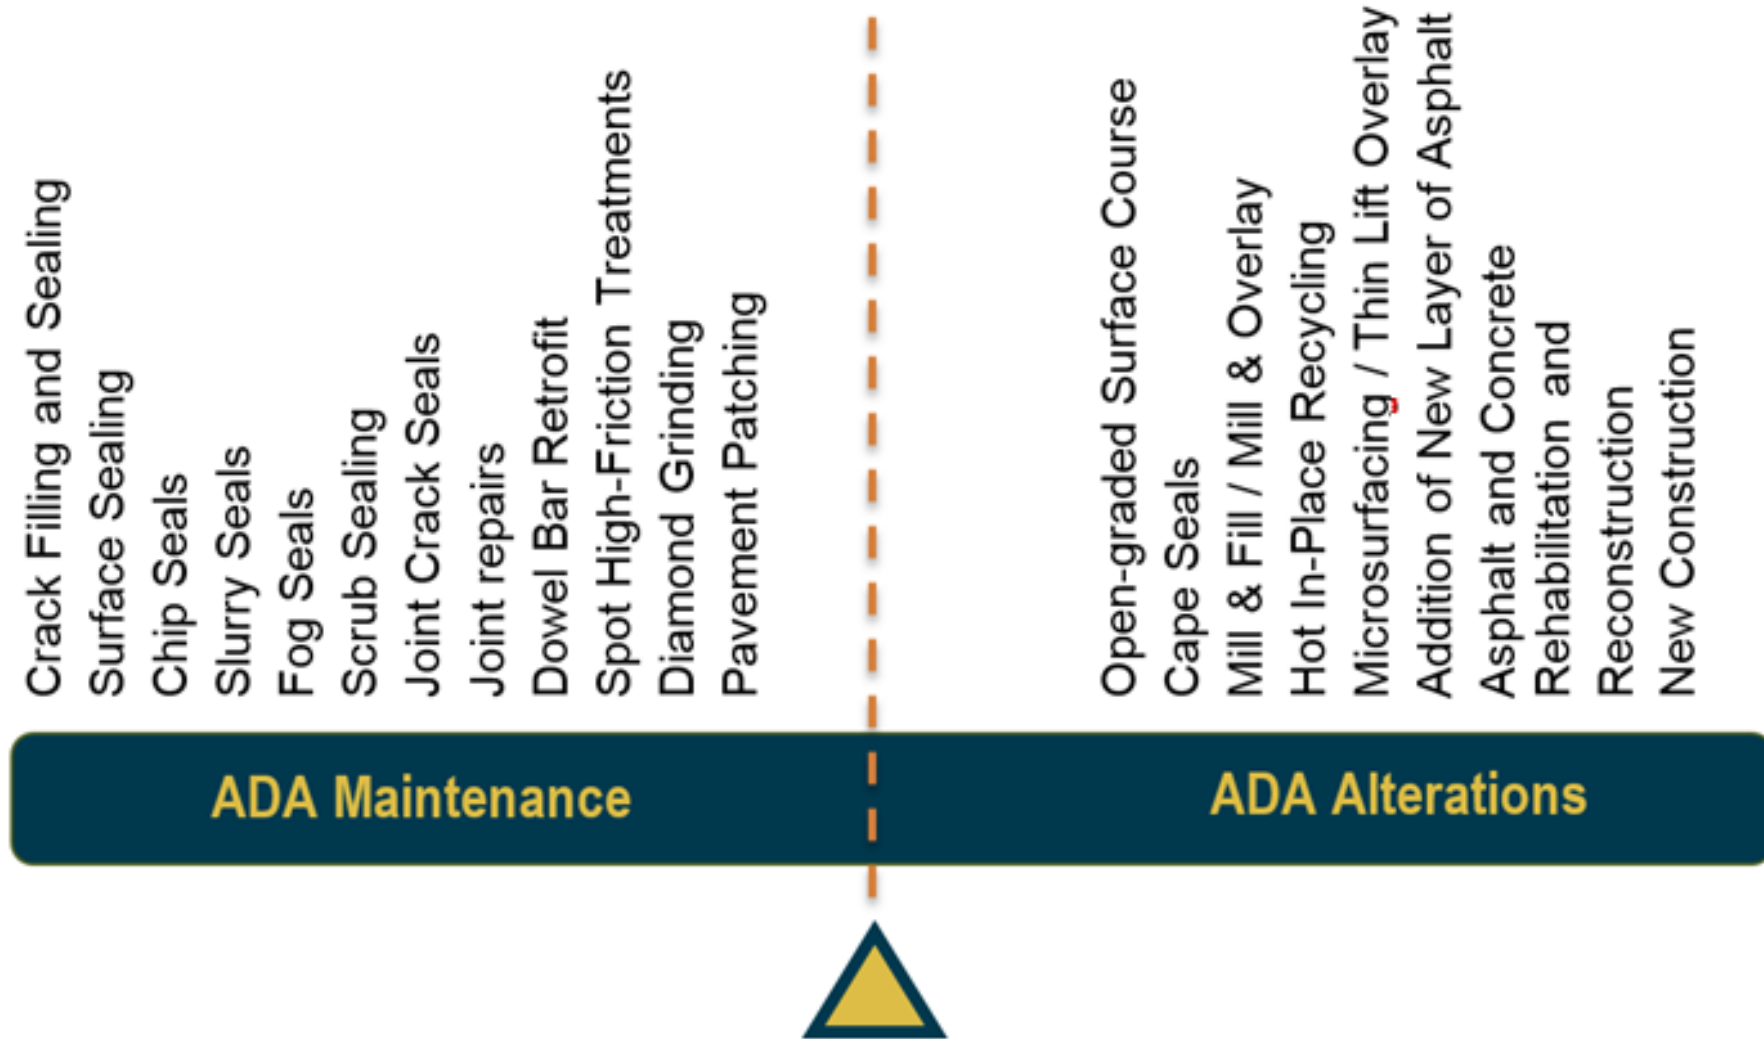 Crack Filling and Sealing
Surface Sealing
Chip Seals
Slurry Seals
Fog Seals
Scrub Sealing
Joint Crack Seals
Joint repairs
Dowel Bar Retrofit
Spot High-Friction Treatments
Diamond Grinding
Pavement Patching
Open-graded Surface Course
Cape Seals
Mill & Fill / Mill & Overlay
Hot In-Place Recycling
Microsurfacing / Thin Lift Overlay
Addition of New Layer of Asphalt
Asphalt and Concrete
Rehabilitation and
Reconstruction
New Construction
ADA Maintenance
ADA Alterations